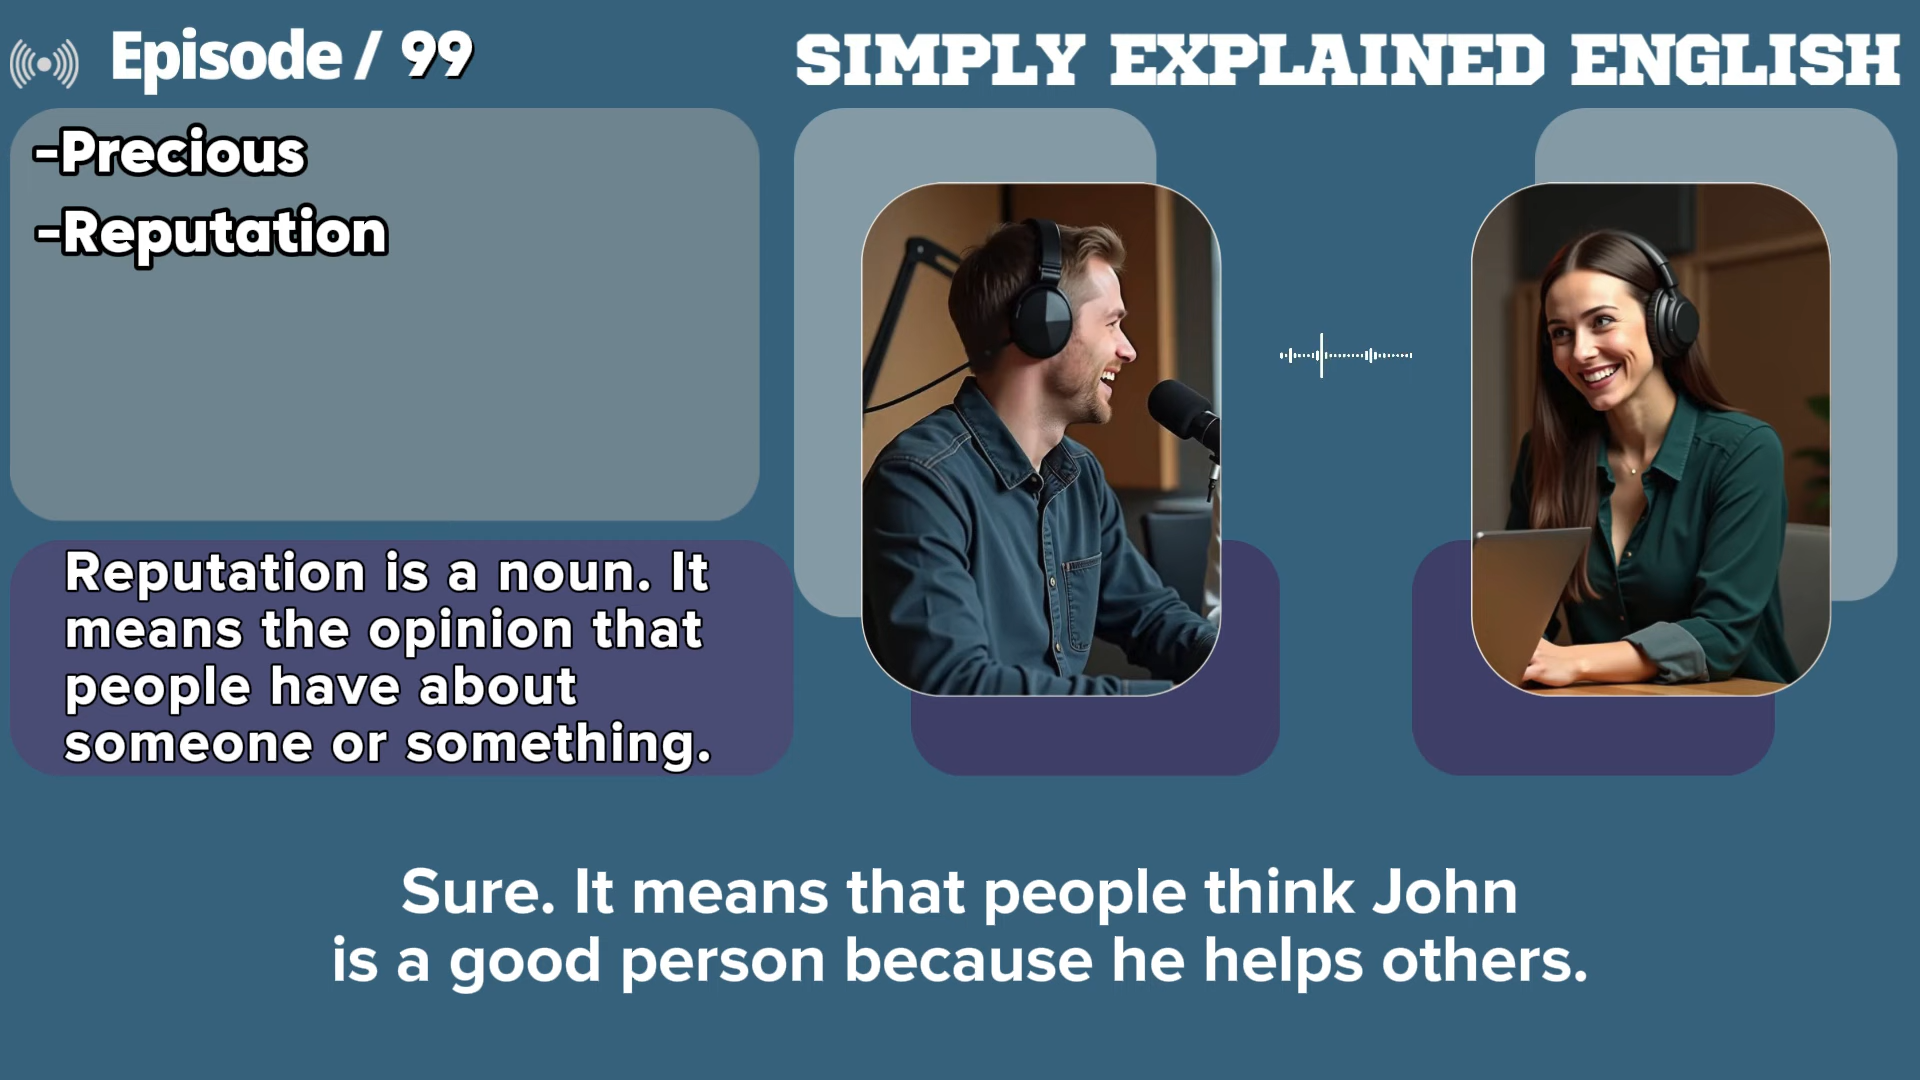 Episode / 99
SIMPLY EXPLAINED ENGLISH
-Precious
-Reputation
Reputation is a noun. It
means the opinion that
people have about
someone or something.
Sure. It means that people think John
is a good person because he helps others.